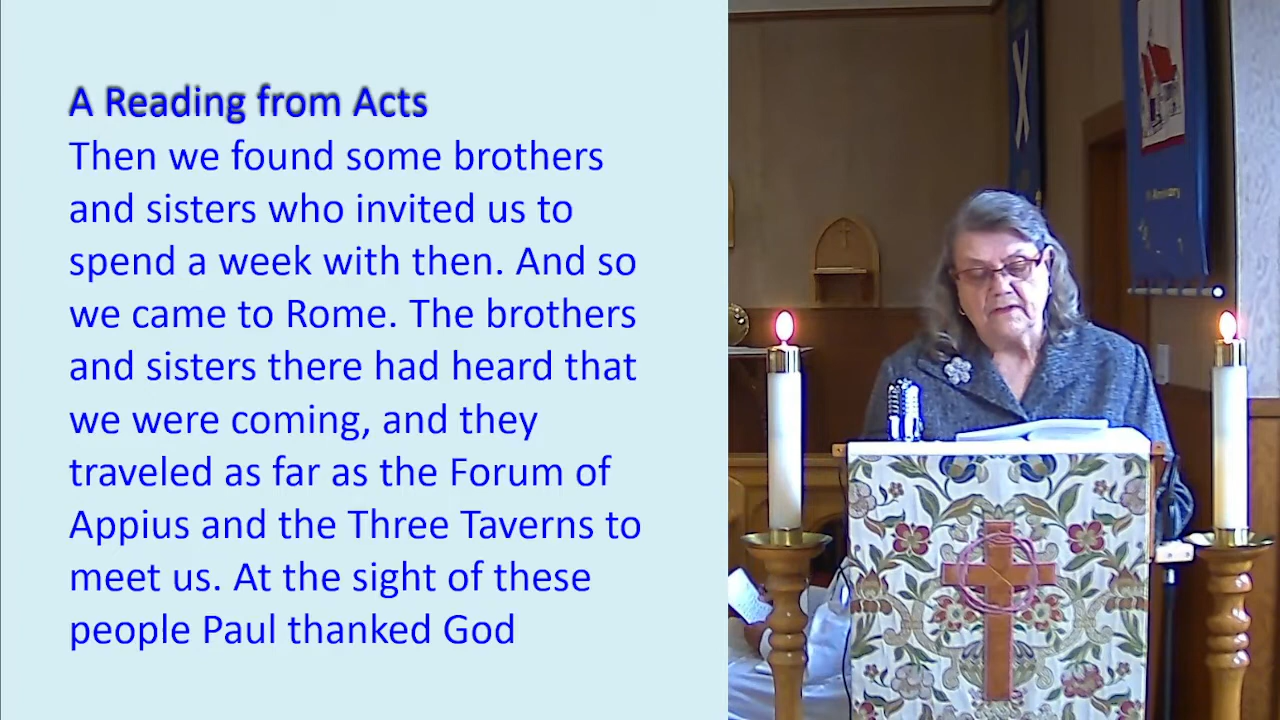 A Reading from Acts
Then we found some brothers
and sisters who invited us to
spend a week with then. And so
we came to Rome. The brothers
and sisters there had heard that
we were coming, and they
traveled as far as the Forum of
Appius and the Three Taverns to
meet us. At the sight of these
people Paul thanked God